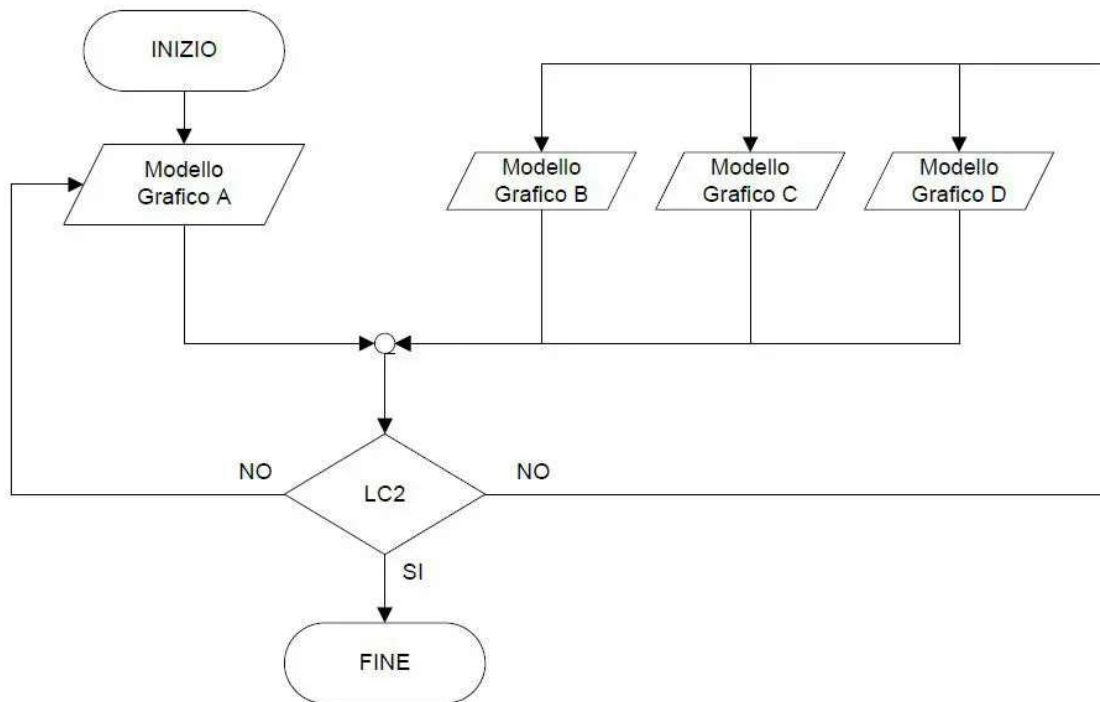 INIZIO
Modello
Grafico A
Modello
Grafico B
Modello
Grafico C
Modello
Grafico D
NO
LC2
NO
SI
FINE